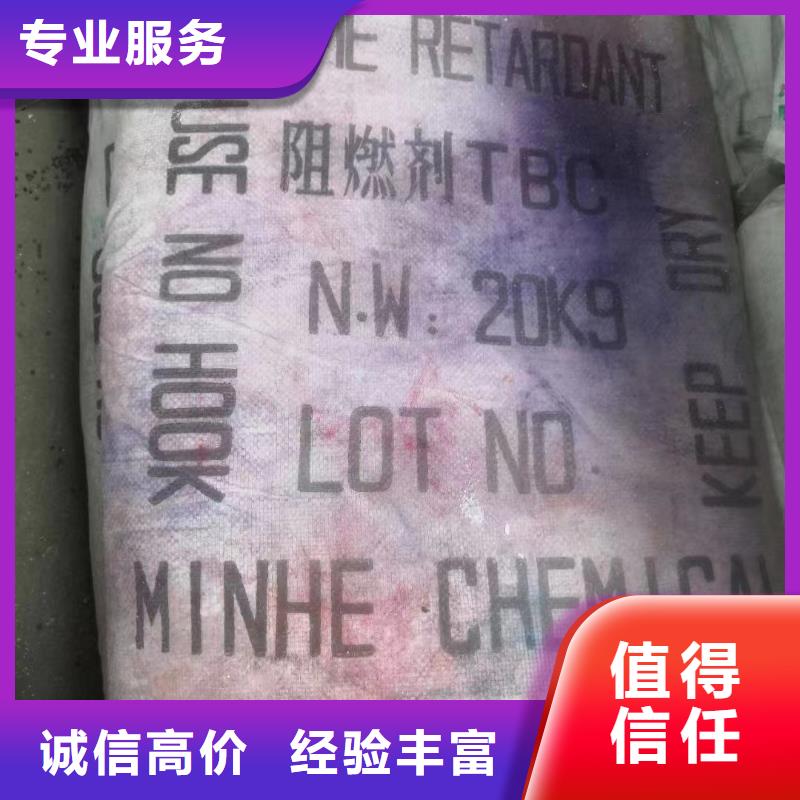 专业服务
RETARDANT
USE NO HOOK
阻燃剂TBC
N.W: 20K9
KEEP DRY
LOT NO.
MINHE CHEMICAL
诚信高价 经验丰富
值得
信任